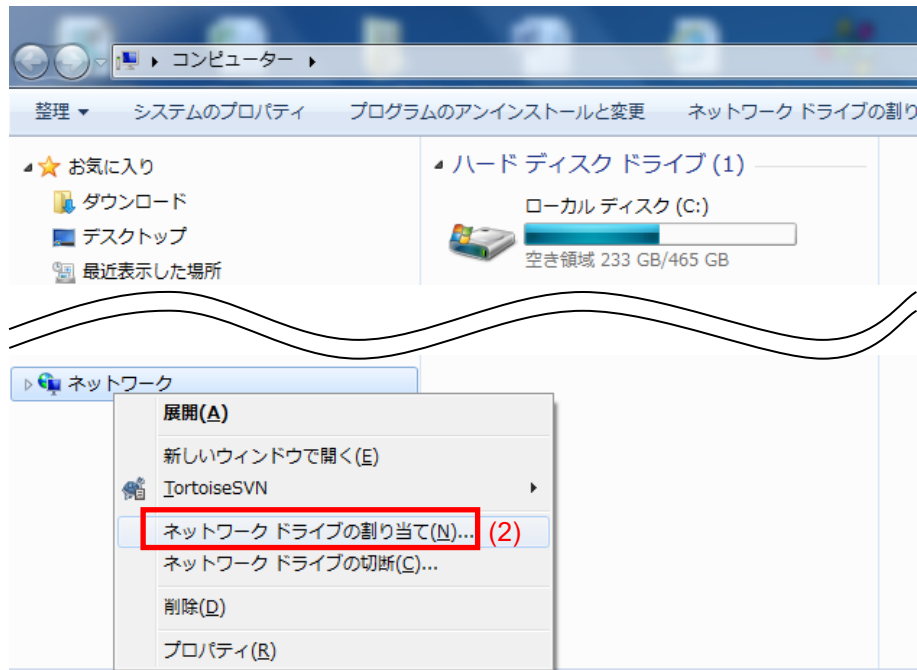 コンピューター
整理 システムのプロパティ プログラムのアンインストールと変更 ネットワーク ドライブの割り
お気に入り
ダウンロード
デスクトップ
最近表示した場所
ハード ディスク ドライブ (1)
ローカル ディスク (C:)
空き領域 233 GB/465 GB
ネットワーク
展開(A)
新しいウィンドウで開く(E)
TortoiseSVN
ネットワーク ドライブの割り当て(N)... (2)
ネットワーク ドライブの切断(C)...
削除(D)
プロパティ(R)